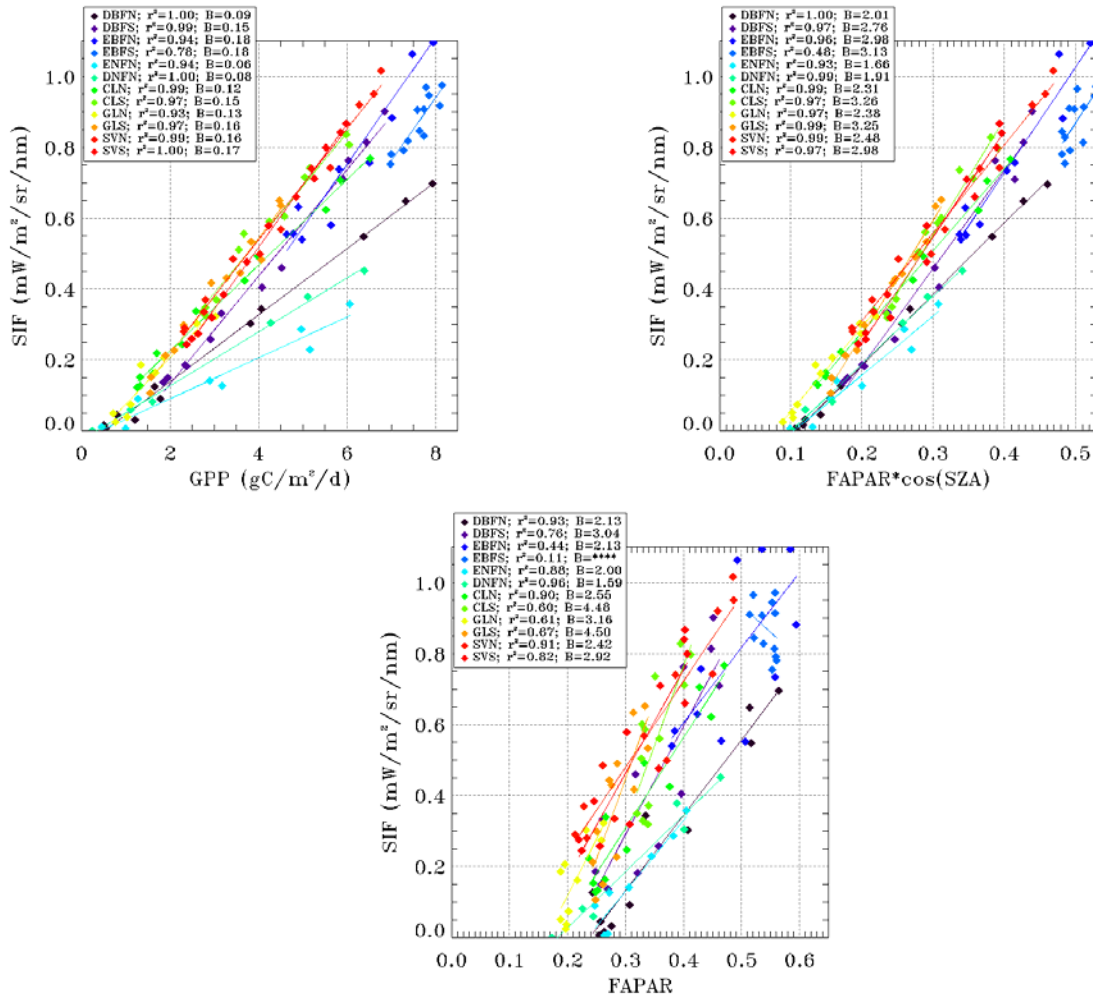 DBFN; r²=1.00; B=0.09
DBFS; r²=0.99; B=0.15
EBFN; r²=0.94; B=0.18
EBFS; r²=0.78; B=0.18
ENFN; r²=0.94; B=0.06
DNFN; r²=1.00; B=0.08
CLN; r²=0.99; B=0.12
CLS; r²=0.97; B=0.15
GLN; r²=0.93; B=0.13
GLS; r²=0.97; B=0.16
SVN; r²=0.99; B=0.16
SVS; r²=1.00; B=0.17
1.0
0.8
0.6
0.4
0.2
0.0
SIF (mW/m²/sr/nm)
0 2 4 6 8
GPP (gC/m²/d)
DBFN; r²=1.00; B=2.01
DBFS; r²=0.97; B=2.76
EBFN; r²=0.96; B=2.98
EBFS; r²=0.48; B=3.13
ENFN; r²=0.93; B=1.66
DNFN; r²=0.99; B=1.91
CLN; r²=0.99; B=2.31
CLS; r²=0.97; B=3.26
GLN; r²=0.97; B=2.38
GLS; r²=0.99; B=3.25
SVN; r²=0.99; B=2.48
SVS; r²=0.97; B=2.98
1.0
0.8
0.6
0.4
0.2
0.0
SIF (mW/m²/sr/nm)
0.0 0.1 0.2 0.3 0.4 0.5
FAPAR*cos(SZA)
DBFN; r²=0.93; B=2.13
DBFS; r²=0.76; B=3.04
EBFN; r²=0.44; B=2.13
EBFS; r²=0.11; B=****
ENFN; r²=0.88; B=2.00
DNFN; r²=0.96; B=1.59
CLN; r²=0.90; B=2.55
CLS; r²=0.60; B=4.48
GLN; r²=0.61; B=3.16
GLS; r²=0.67; B=4.50
SVN; r²=0.91; B=2.42
SVS; r²=0.82; B=2.92
1.0
0.8
0.6
0.4
0.2
0.0
SIF (mW/m²/sr/nm)
0.0 0.2 0.3 0.4 0.5 0.6
FAPAR